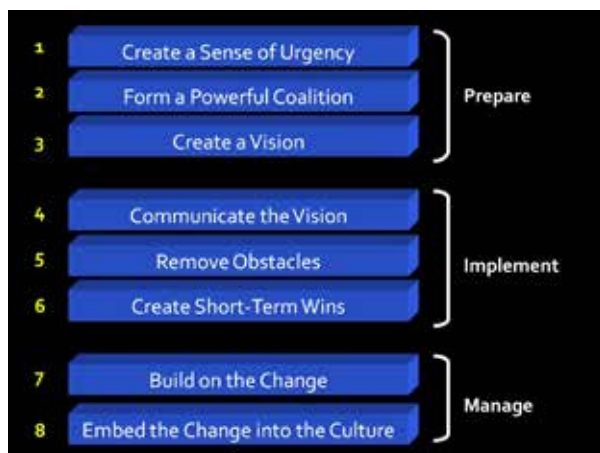 1 Create a Sense of Urgency
2 Form a Powerful Coalition
Prepare
3 Create a Vision
4 Communicate the Vision
5 Remove Obstacles
Implement
6 Create Short-Term Wins
7 Build on the Change
Manage
8 Embed the Change into the Culture